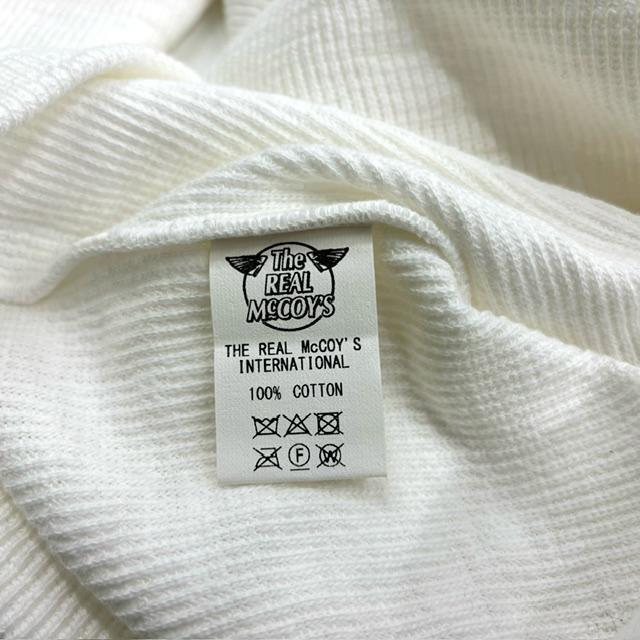 The
REAL
McCOY'S
THE REAL McCOY'S
INTERNATIONAL
100% COTTON
F W